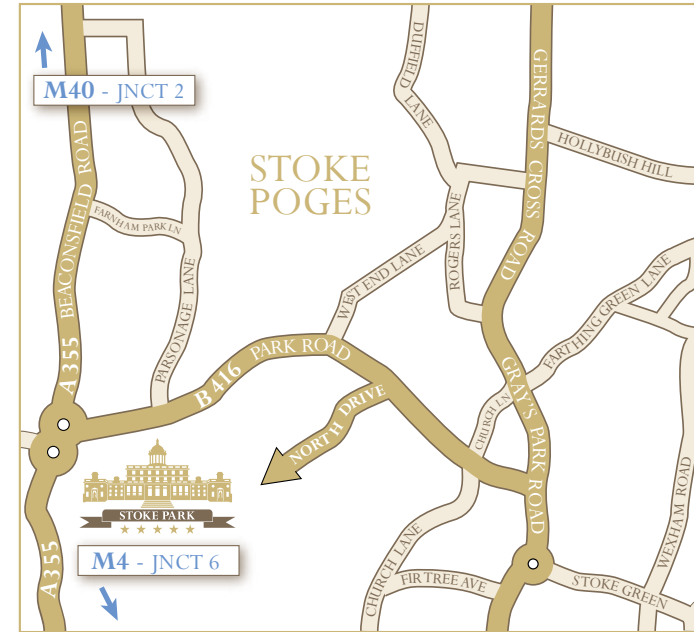 M40 - JNCT 2
DUFFIELD
LANE
GERRARDS CROSS ROAD
HOLLYBUSH HILL
STOKE
POGES
BEACONSFIELD ROAD
FARNHAM PARK LN
PARSONAGE LANE
ROGERS LANE
WEST END LANE
FARTHING GREEN LANE
A 355
B 416 PARK ROAD
NORTH DRIVE
CHURCH LN
GRAY'S PARK ROAD
WEXHAM ROAD
STOKE PARK
A355
M4 - JNCT 6
CHURCH LANE
FIR TREE AVE
STOKE GREEN